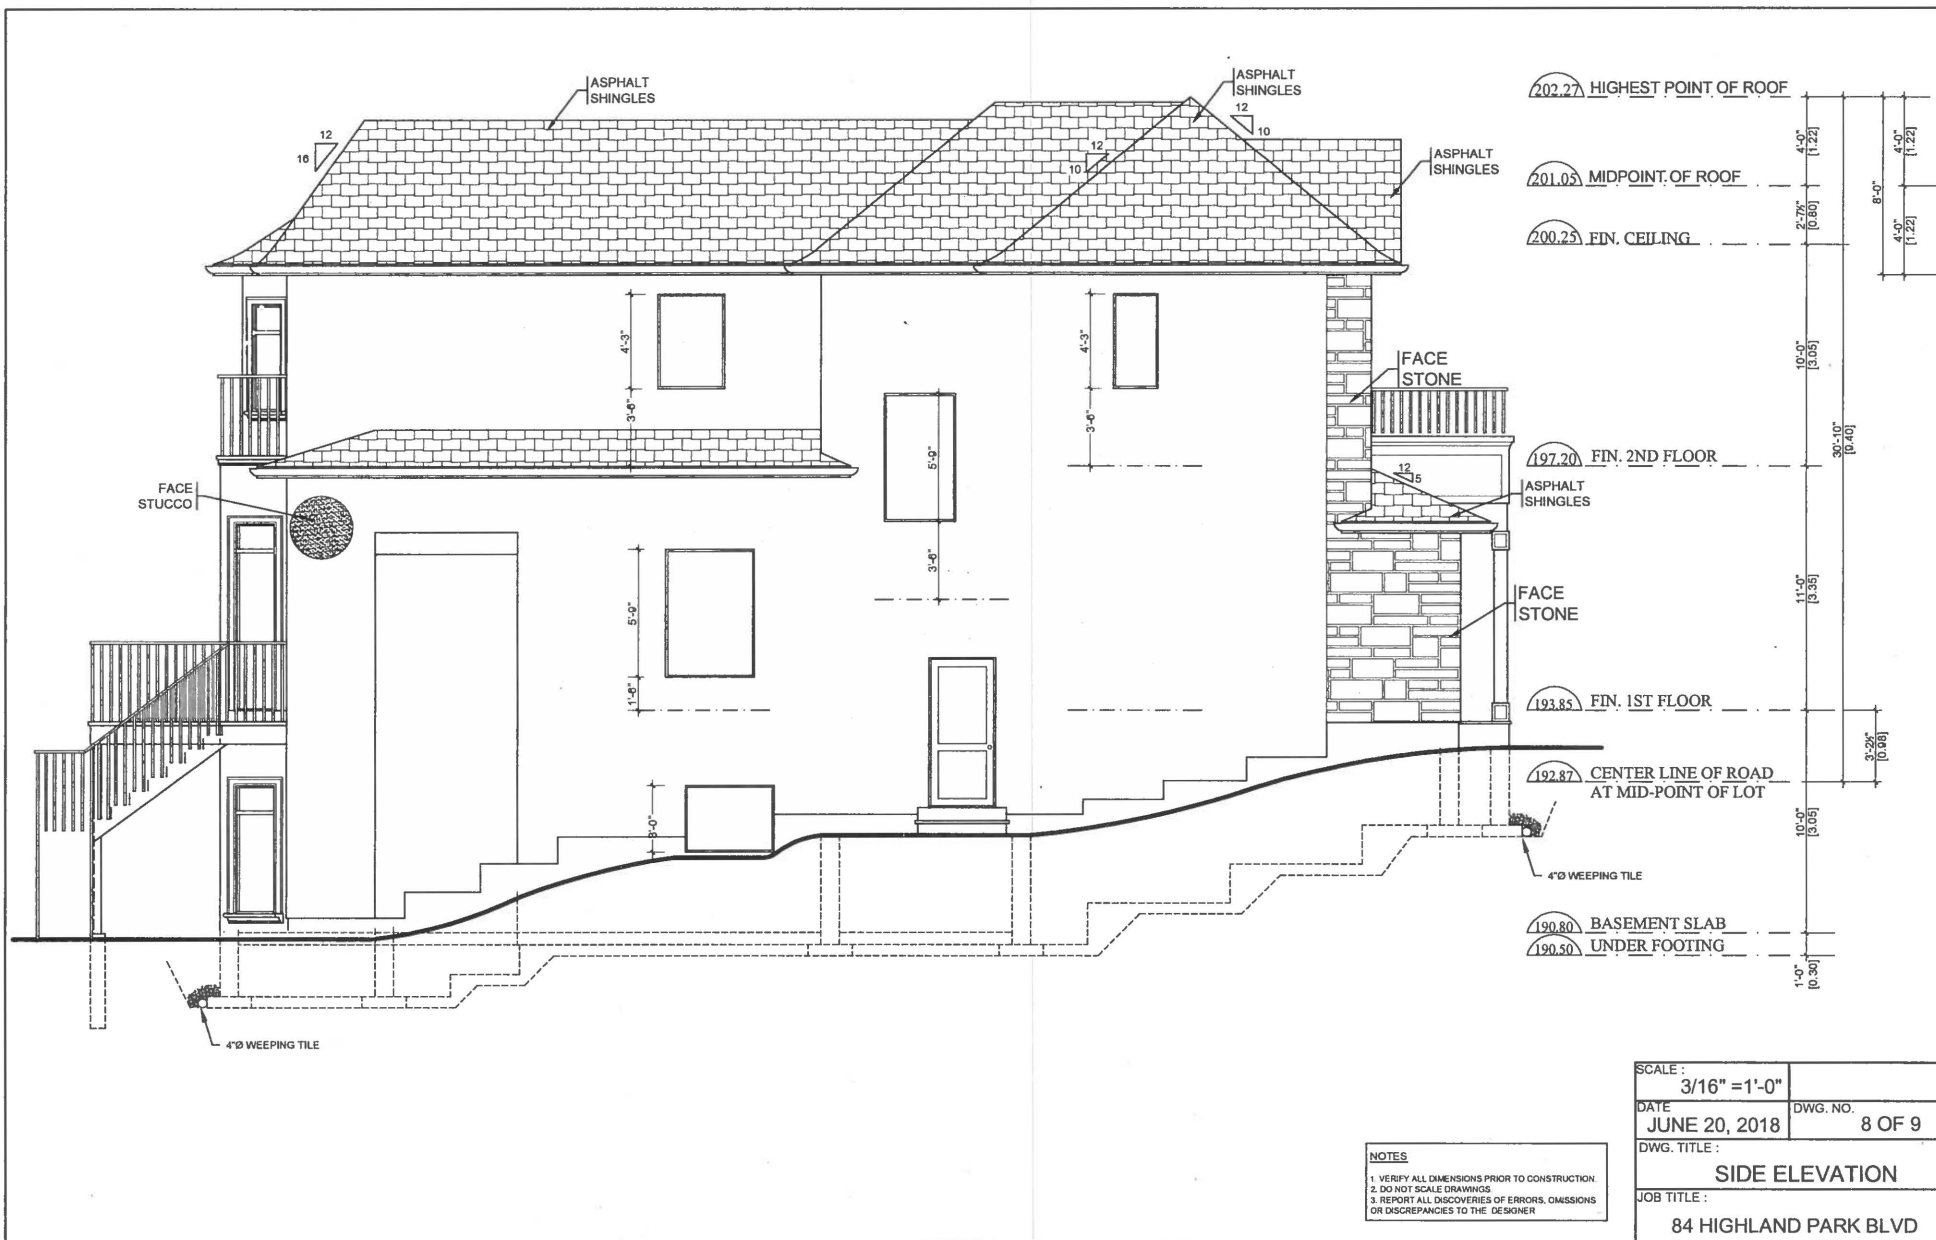 ASPHALT
SHINGLES
ASPHALT
SHINGLES
12
16
12
10
12
10
ASPHALT
SHINGLES
202.27 HIGHEST POINT OF ROOF
201.05 MIDPOINT OF ROOF
200.25 FIN. CEILING
4'-0"
[1.22]
4'-0"
[1.22]
8'-0"
[0.80]
4'-0"
[1.22]
4'-3"
3'-6"
4'-3"
3'-6"
FACE
STONE
10'-0"
[3.05]
30'-10"
[9.40]
5'-9"
3'-6"
197.20 FIN. 2ND FLOOR
12
5
ASPHALT
SHINGLES
FACE
STUCCO
5'-9"
1'-6"
FACE
STONE
11'-0"
[3.35]
193.85 FIN. 1ST FLOOR
[0.98]
192.87 CENTER LINE OF ROAD
AT MID-POINT OF LOT
10'-0"
[3.05]
4"Ø WEEPING TILE
190.80 BASEMENT SLAB
190.50 UNDER FOOTING
1'-0"
[0.30]
4"Ø WEEPING TILE
NOTES
1. VERIFY ALL DIMENSIONS PRIOR TO CONSTRUCTION.
2. DO NOT SCALE DRAWINGS
3. REPORT ALL DISCOVERIES OF ERRORS, OMISSIONS
OR DISCREPANCIES TO THE DESIGNER
SCALE :
3/16" =1'-0"
DATE
JUNE 20, 2018
DWG. NO.
8 OF 9
DWG. TITLE :
SIDE ELEVATION
JOB TITLE :
84 HIGHLAND PARK BLVD